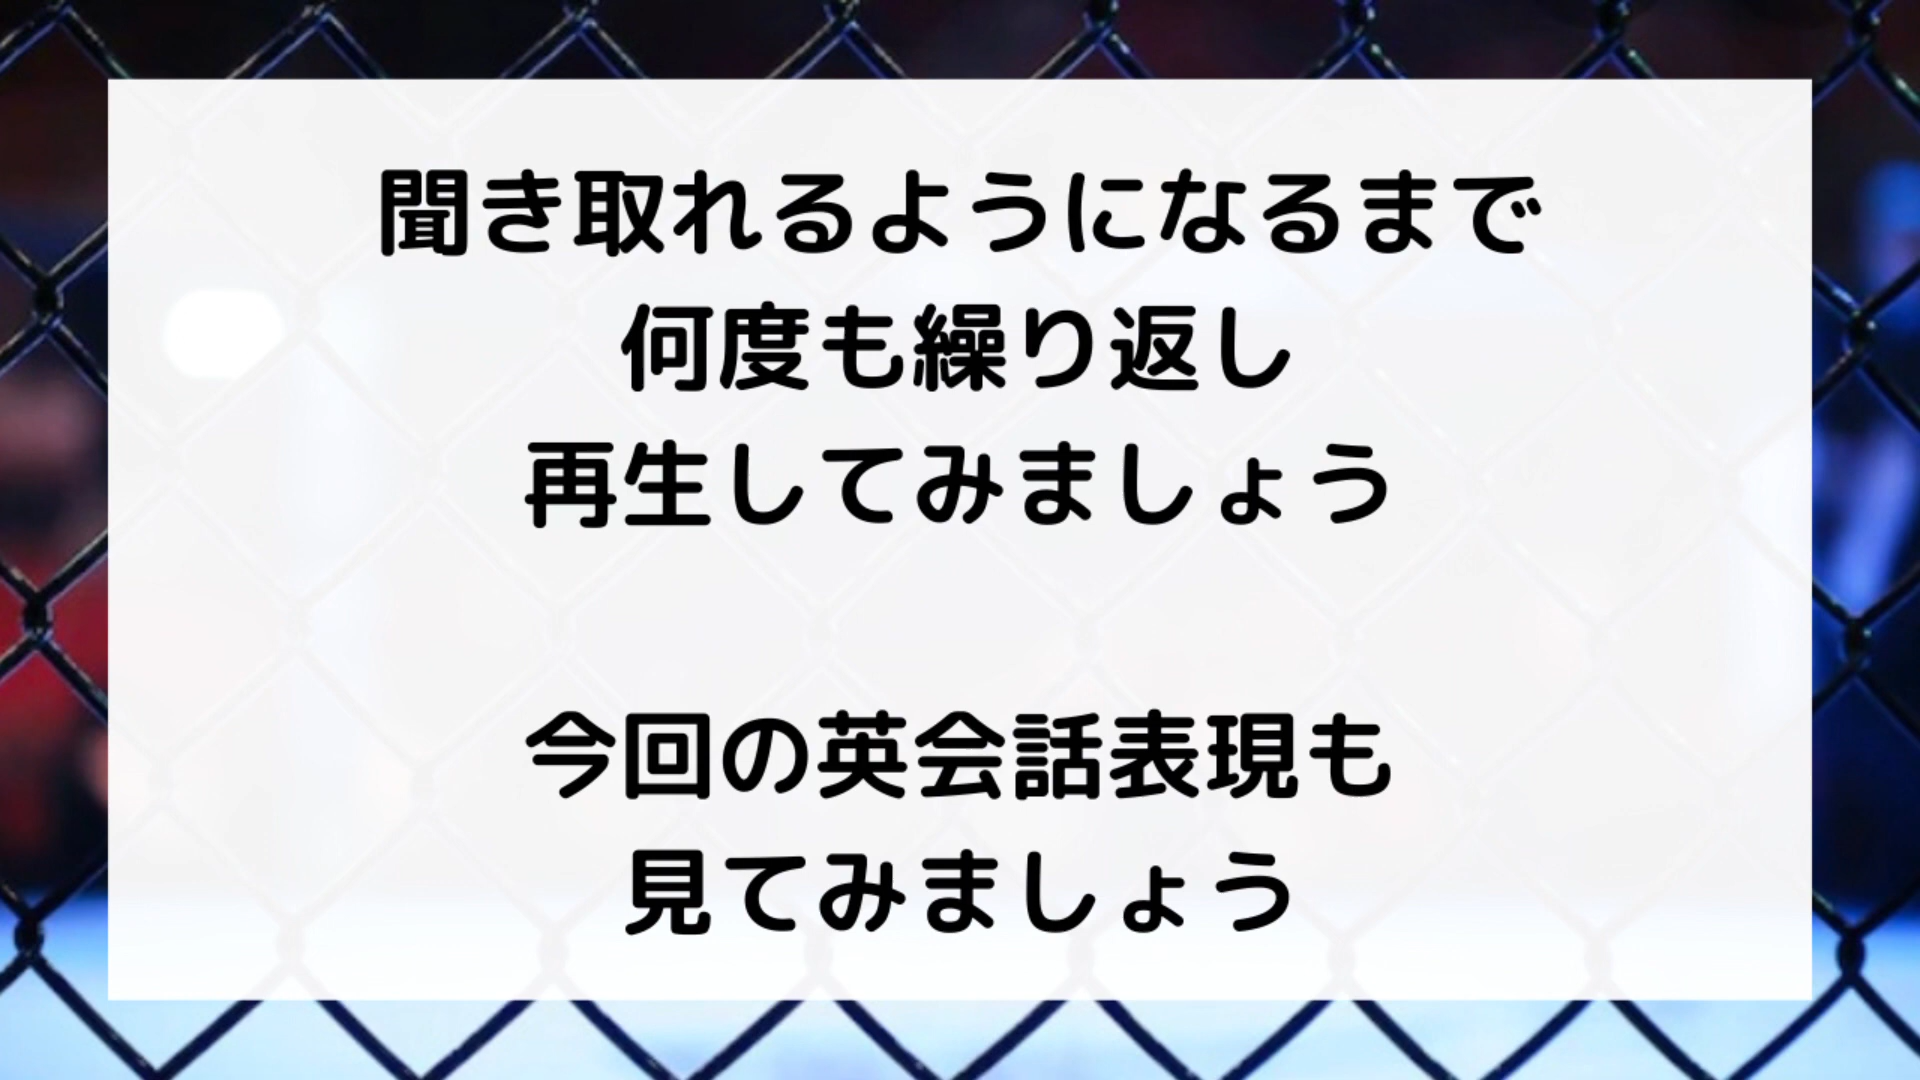 聞き取れるようになるまで
何度も繰り返し
再生してみましょう
今回の英会話表現も
見てみましょう